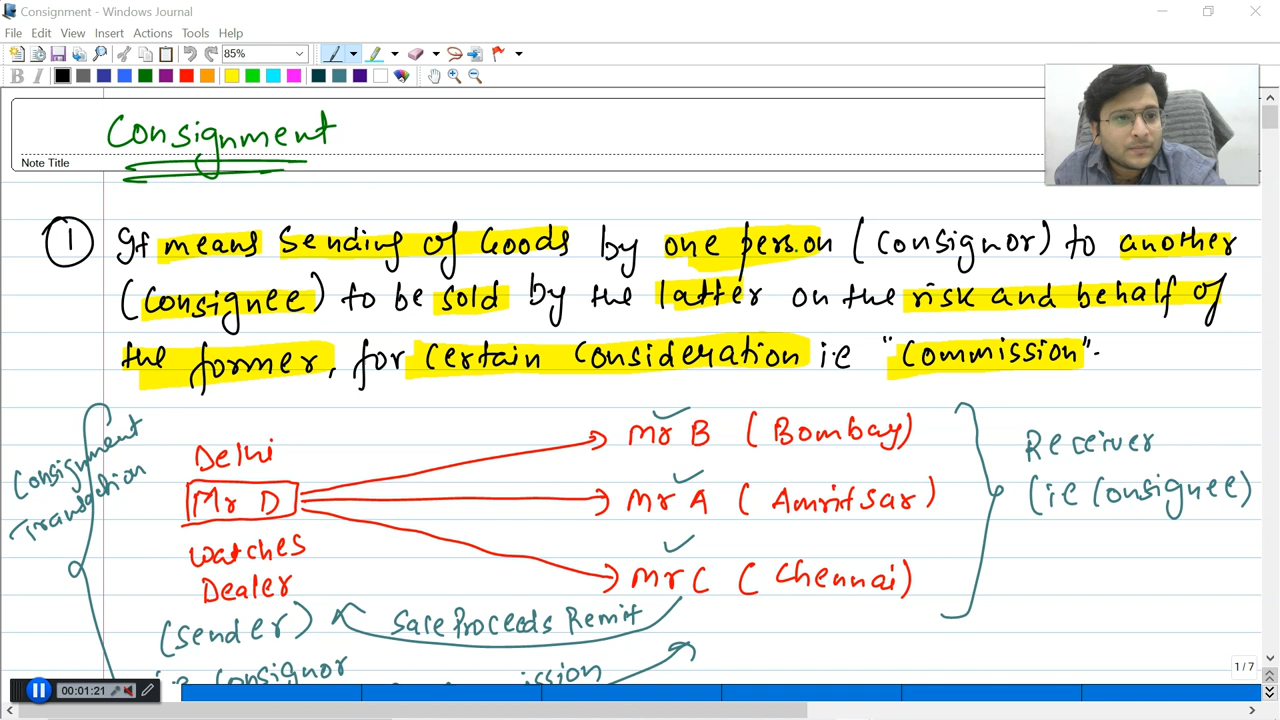 Consignment - Windows Journal
File Edit View Insert Actions Tools Help
85%
B I
Consignment
Note Title
1 It means Sending of Goods by one person (Consignor) to another
(Consignee) to be sold by the latter on the risk and behalf of
the former, for certain consideration i.e "Commission".
Consignment
Transaction
Delhi
Mr D
Watches
Dealer
(Sender)
ie Consignor
Mr B (Bombay)
Mr A (Amritsar)
Mr C (Chennai)
Receiver
(ie Consignee)
Sale Proceeds Remit
1/7
00:01:21